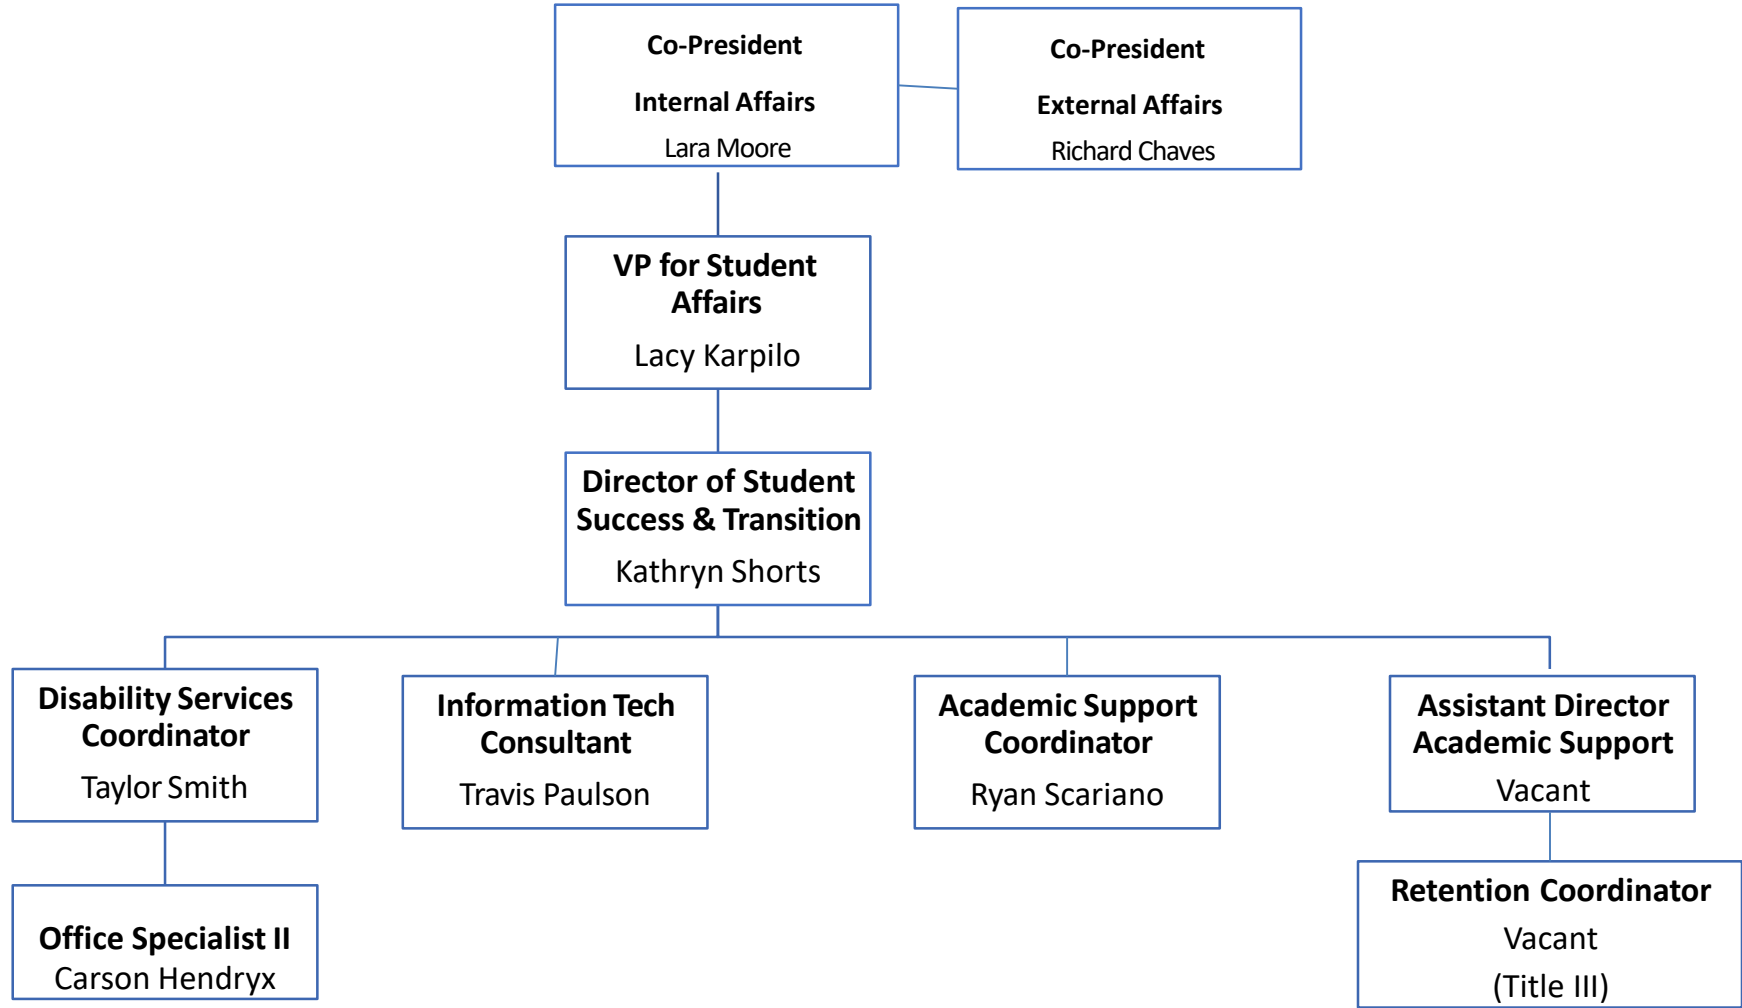 Co-President
Internal Affairs
Lara Moore
Co-President
External Affairs
Richard Chaves
VP for Student
Affairs
Lacy Karpilo
Director of Student
Success & Transition
Kathryn Shorts
Disability Services
Coordinator
Taylor Smith
Information Tech
Consultant
Travis Paulson
Academic Support
Coordinator
Ryan Scariano
Assistant Director
Academic Support
Vacant
Office Specialist II
Carson Hendryx
Retention Coordinator
Vacant
(Title III)